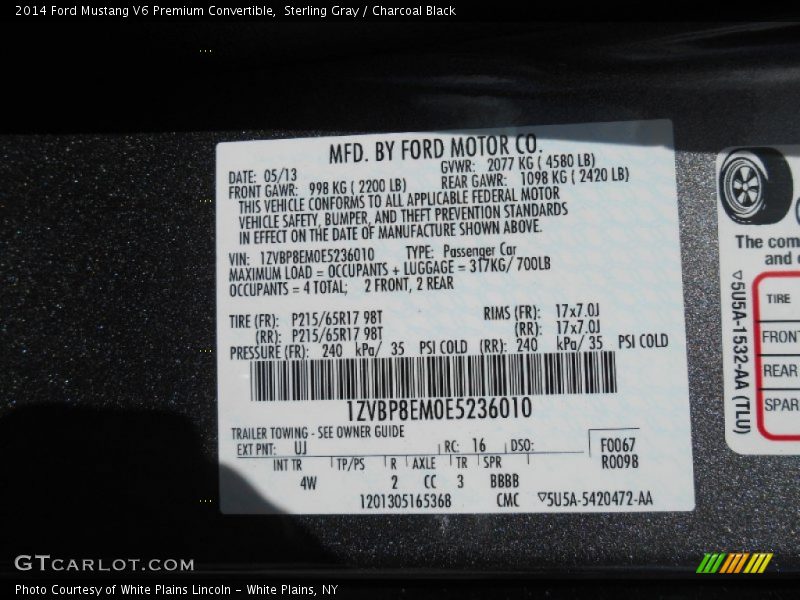 2014 Ford Mustang V6 Premium Convertible,  Sterling Gray / Charcoal Black
MFD. BY FORD MOTOR CO.
DATE: 05/13 GVWR: 2077 KG ( 4580 LB)
FRONT GAWR: 998 KG ( 2200 LB) REAR GAWR: 1098 KG ( 2420 LB)
THIS VEHICLE CONFORMS TO ALL APPLICABLE FEDERAL MOTOR
VEHICLE SAFETY, BUMPER, AND THEFT PREVENTION STANDARDS
IN EFFECT ON THE DATE OF MANUFACTURE SHOWN ABOVE.
VIN: 1ZVBP8EM0E5236010 TYPE: Passenger Car
MAXIMUM LOAD = OCCUPANTS + LUGGAGE = 317KG/ 700LB
OCCUPANTS = 4 TOTAL; 2 FRONT, 2 REAR
TIRE (FR): P215/65R17 98T RIMS (FR): 17x7.0J
(RR): P215/65R17 98T (RR): 17x7.0J
PRESSURE (FR): 240 kPa/ 35 PSI COLD (RR): 240 kPa/ 35 PSI COLD
1ZVBP8EM0E5236010
TRAILER TOWING - SEE OWNER GUIDE
EXT PNT: UJ RC: 16 DSO: F0067
INT TR TP/PS R AXLE TR SPR R0098
4W 2 CC 3 BBBB
1201305165368 CMC ▽5U5A-5420472-AA
The com
and
▽5U5A-1532-AA (TLU)
TIRE
FRONT
REAR
SPAR
GTCARLOT.COM
Photo Courtesy of White Plains Lincoln - White Plains, NY